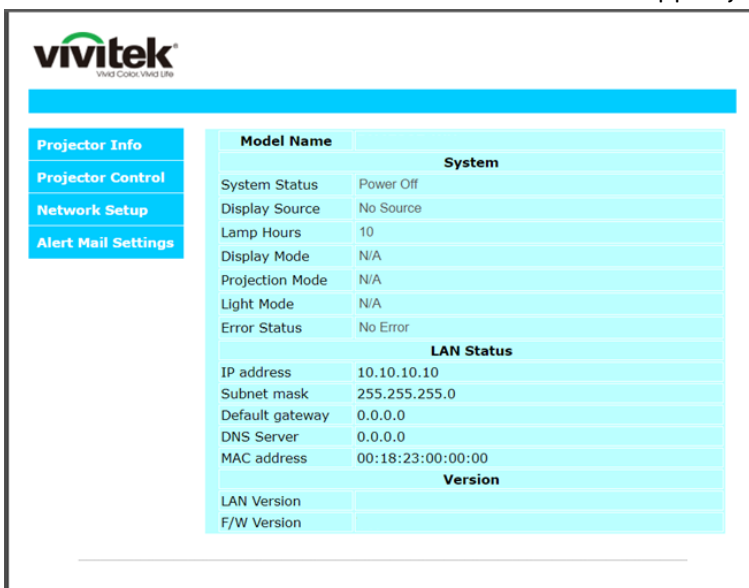 vivitek®
Vivid Color, Vivid Life
Projector Info
Projector Control
Network Setup
Alert Mail Settings
Model Name
System
System Status Power Off
Display Source No Source
Lamp Hours 10
Display Mode N/A
Projection Mode N/A
Light Mode N/A
Error Status No Error
LAN Status
IP address 10.10.10.10
Subnet mask 255.255.255.0
Default gateway 0.0.0.0
DNS Server 0.0.0.0
MAC address 00:18:23:00:00:00
Version
LAN Version
F/W Version